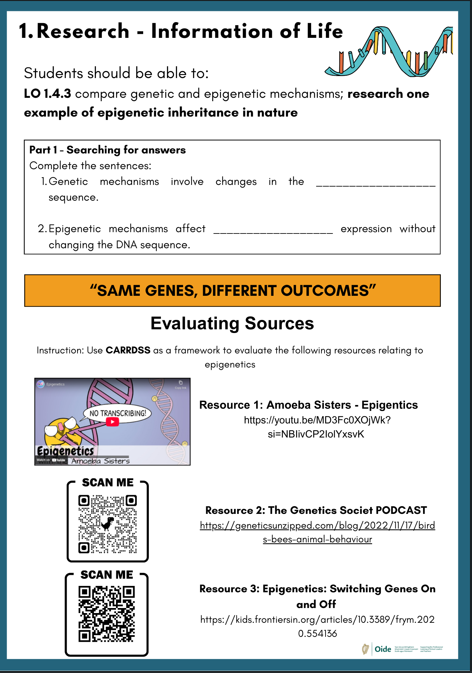 1. Research - Information of Life
Students should be able to:
LO 1.4.3 compare genetic and epigenetic mechanisms; research one
example of epigenetic inheritance in nature
Part 1 - Searching for answers
Complete the sentences:
1. Genetic mechanisms involve changes in the __________________
sequence.
2. Epigenetic mechanisms affect __________________ expression without
changing the DNA sequence.
“SAME GENES, DIFFERENT OUTCOMES”
Evaluating Sources
Instruction: Use CARRDSS as a framework to evaluate the following resources relating to
epigenetics
Epigenetics
NO TRANSCRIBING!
Epigenetics
Amoeba Sisters
Resource 1: Amoeba Sisters - Epigentics
https://youtu.be/MD3Fc0XOjWk?
si=NBIivCP2IolYxsvK
SCAN ME
Resource 2: The Genetics Societ PODCAST
https://geneticsunzipped.com/blog/2022/11/17/bird
s-bees-animal-behaviour
SCAN ME
Resource 3: Epigenetics: Switching Genes On
and Off
https://kids.frontiersin.org/articles/10.3389/frym.202
0.554136
Oide